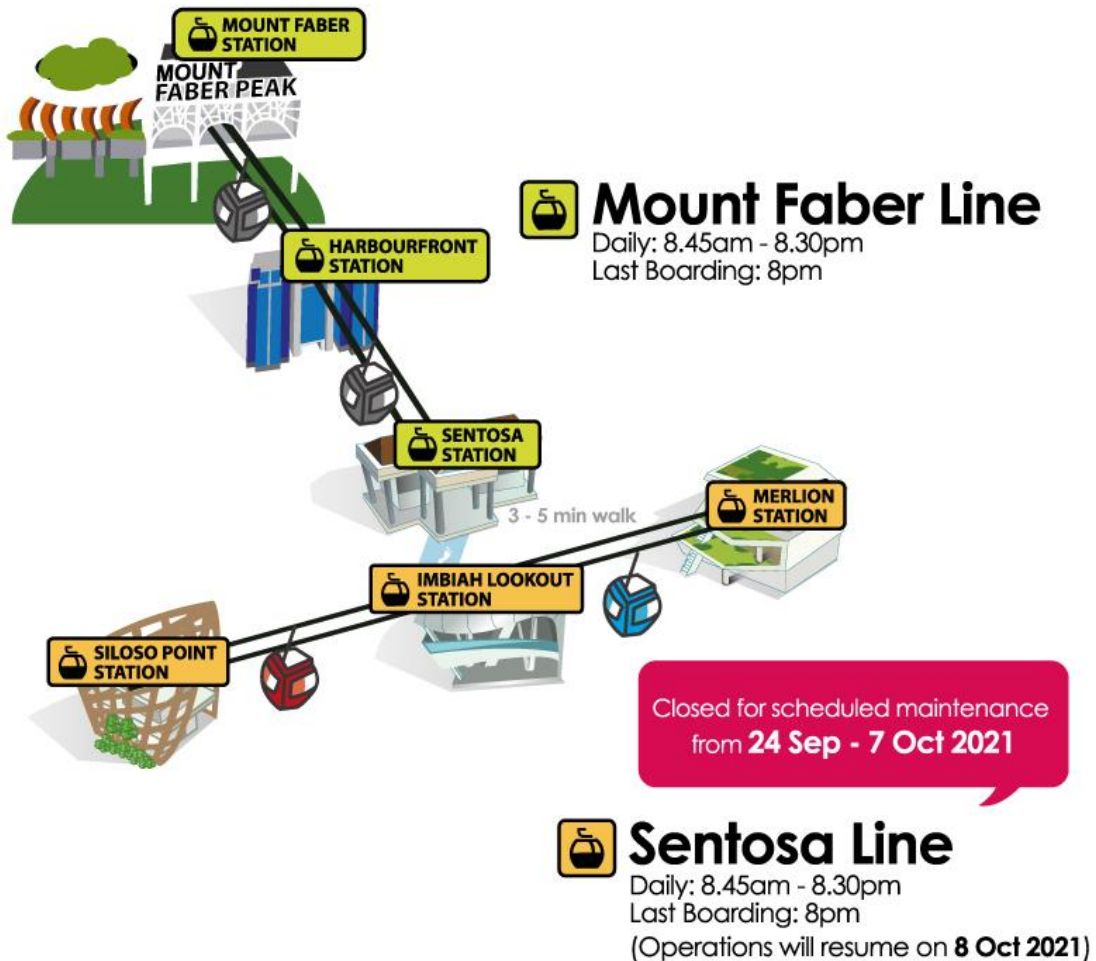 MOUNT FABER
STATION
MOUNT
FABER PEAK
HARBOURFRONT
STATION
Mount Faber Line
Daily: 8.45am - 8.30pm
Last Boarding: 8pm
SENTOSA
STATION
3 - 5 min walk
MERLION
STATION
IMBIAH LOOKOUT
STATION
SILOSO POINT
STATION
Closed for scheduled maintenance
from 24 Sep - 7 Oct 2021
Sentosa Line
Daily: 8.45am - 8.30pm
Last Boarding: 8pm
(Operations will resume on 8 Oct 2021)